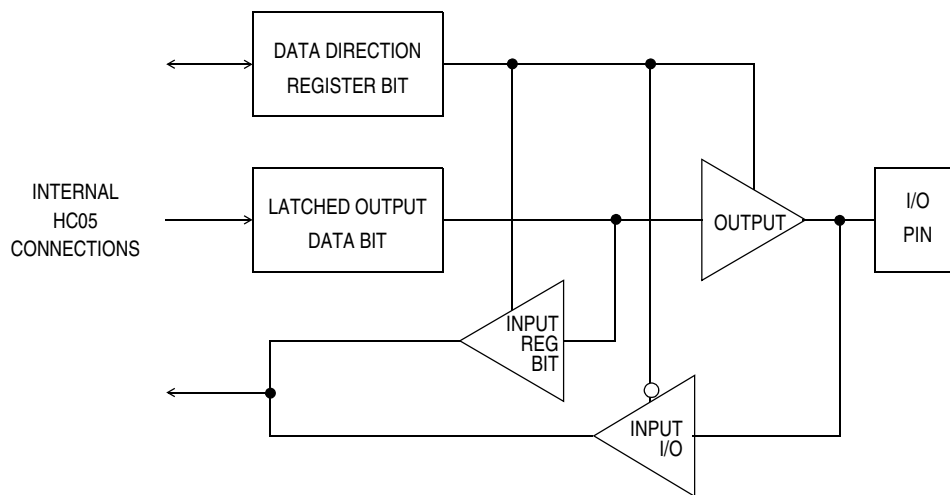 DATA DIRECTION
REGISTER BIT
INTERNAL
HC05
CONNECTIONS
LATCHED OUTPUT
DATA BIT
OUTPUT
I/O
PIN
INPUT
REG
BIT
INPUT
I/O